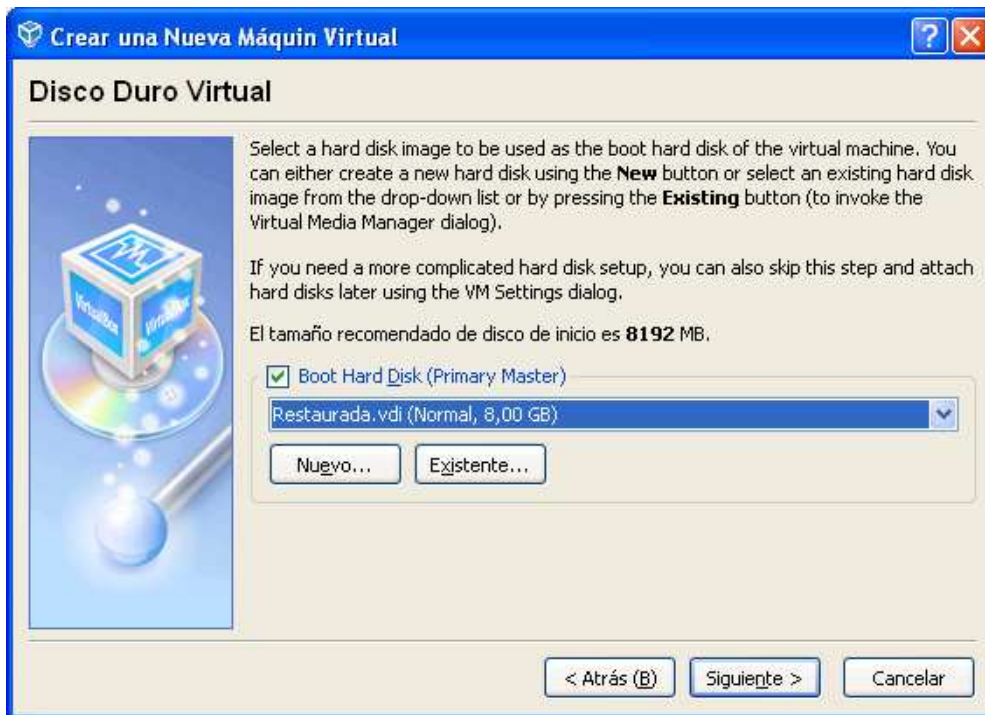 Crear una Nueva Máquin Virtual
Disco Duro Virtual
Select a hard disk image to be used as the boot hard disk of the virtual machine. You
can either create a new hard disk using the New button or select an existing hard disk
image from the drop-down list or by pressing the Existing button (to invoke the
Virtual Media Manager dialog).
If you need a more complicated hard disk setup, you can also skip this step and attach
hard disks later using the VM Settings dialog.
El tamaño recomendado de disco de inicio es 8192 MB.
Boot Hard Disk (Primary Master)
Restaurada.vdi (Normal, 8,00 GB)
Nuevo...
Existente...
VirtualBox
VirtualBox
< Atrás (B)
Siguiente >
Cancelar